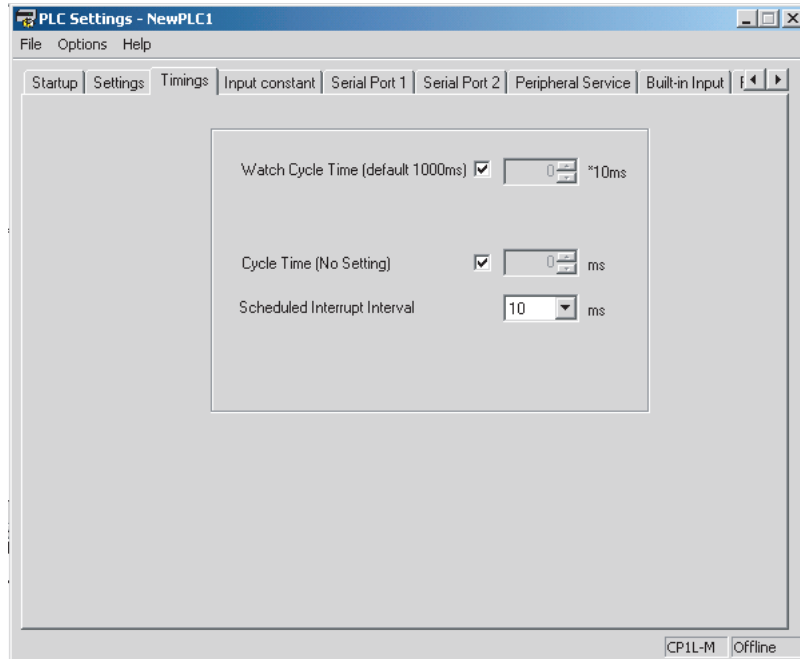 PLC Settings - NewPLC1
File Options Help
Startup Settings Timings Input constant Serial Port 1 Serial Port 2 Peripheral Service Built-in Input
Watch Cycle Time (default 1000ms) 0 *10ms
Cycle Time (No Setting) 0 ms
Scheduled Interrupt Interval 10 ms
CP1L-M Offline